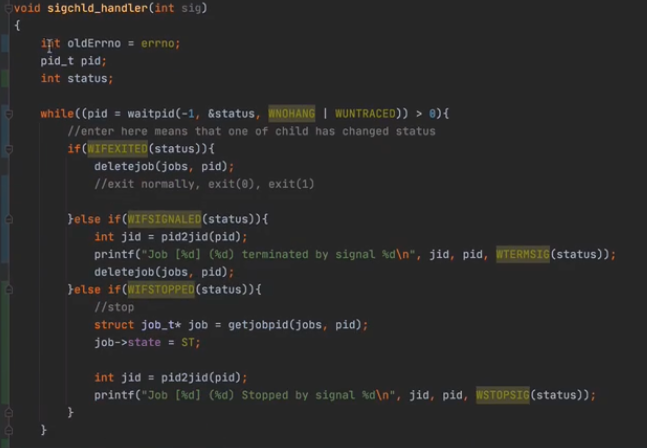 void sigchld_handler(int sig)
{
int oldErrno = errno;
pid_t pid;
int status;
while((pid = waitpid(-1, &status, WNOHANG | WUNTRACED)) > 0){
//enter here means that one of child has changed status
if(WIFEXITED(status)){
deletejob(jobs, pid);
//exit normally, exit(0), exit(1)
}else if(WIFSIGNALED(status)){
int jid = pid2jid(pid);
printf("Job [%d] (%d) terminated by signal %d\n", jid, pid, WTERMSIG(status));
deletejob(jobs, pid);
}else if(WIFSTOPPED(status)){
//stop
struct job_t* job = getjobpid(jobs, pid);
job->state = ST;
int jid = pid2jid(pid);
printf("Job [%d] (%d) Stopped by signal %d\n", jid, pid, WSTOPSIG(status));
}
}